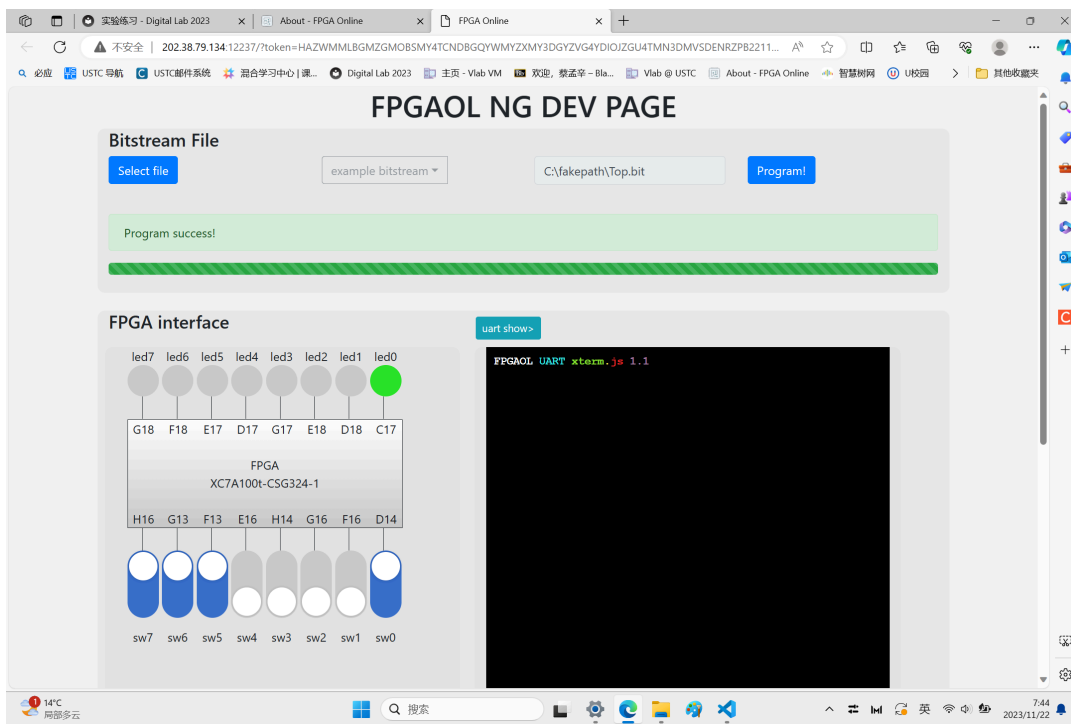 实验练习 - Digital Lab 2023
About - FPGA Online
FPGA Online
不安全 | 202.38.79.134:12237/?token=HAZWMMLBGMZGMOBSMY4TCNDBGQYWMYZXMY3DGYZVG4YDIOJZGU4TMN3DMVSDENRZPB2211...
必应 USTC 导航 USTC邮件系统 混合学习中心 | 课... Digital Lab 2023 主页 - Vlab VM 欢迎, 蔡孟辛 – Bla... Vlab @ USTC About - FPGA Online 智慧树网 U校园 其他收藏夹
FPGAOL NG DEV PAGE
Bitstream File
Select file example bitstream C:\fakepath\Top.bit Program!
Program success!
FPGA interface
uart show>
led7 led6 led5 led4 led3 led2 led1 led0
FPGAOL UART xterm.js 1.1
G18 F18 E17 D17 G17 E18 D18 C17
FPGA
XC7A100t-CSG324-1
H16 G13 F13 E16 H14 G16 F16 D14
sw7 sw6 sw5 sw4 sw3 sw2 sw1 sw0
1
14°C
局部多云
搜索
英
7:44
2023/11/22